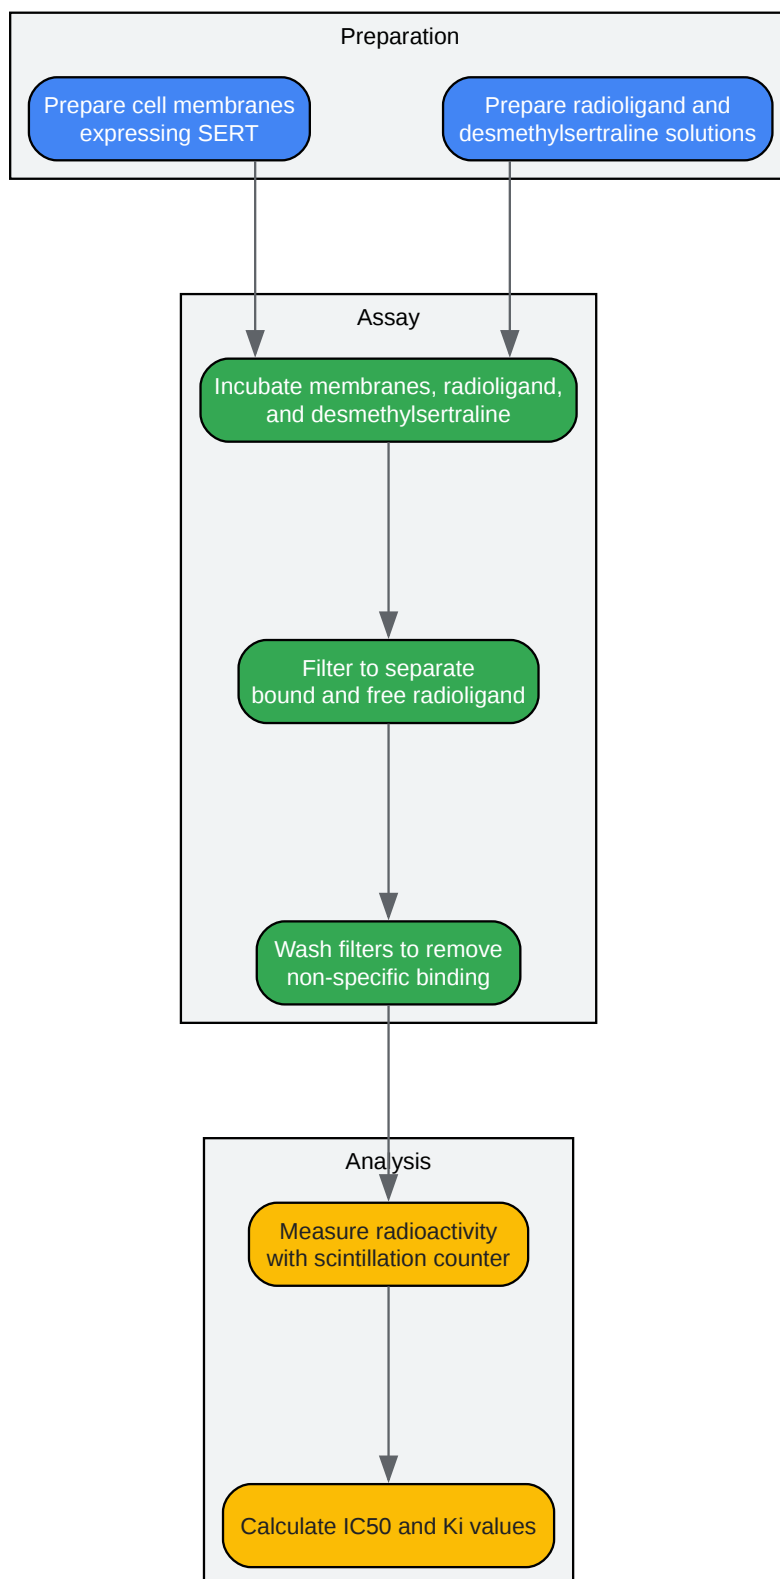 Preparation
Prepare cell membranes
expressing SERT
Prepare radioligand and
desmethylsertraline solutions
Assay
Incubate membranes, radioligand,
and desmethylsertraline
Filter to separate
bound and free radioligand
Wash filters to remove
non-specific binding
Analysis
Measure radioactivity
with scintillation counter
Calculate IC50 and Ki values